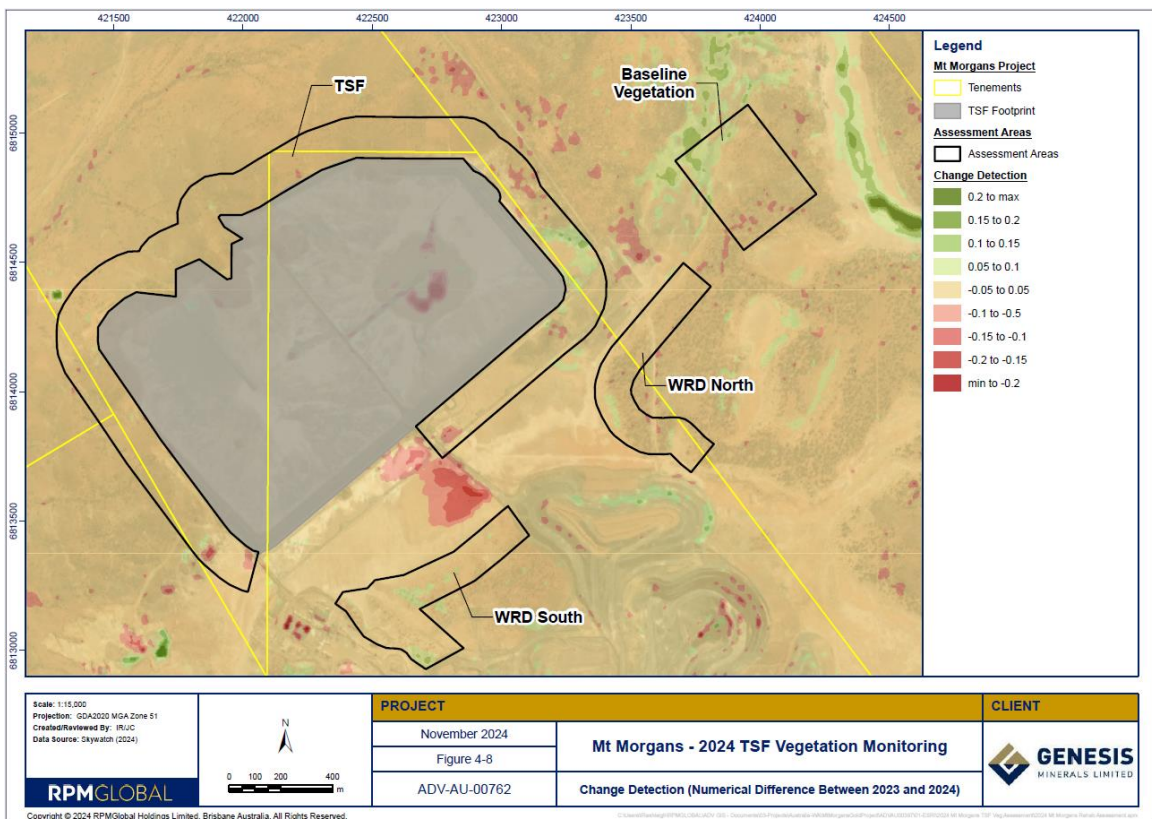 421500 422000 422500 423000 423500 424000 424500
6815000
6814500
6814000
6813500
6813000
TSF
Baseline
Vegetation
WRD North
WRD South
Legend
Mt Morgans Project
Tenements
TSF Footprint
Assessment Areas
Assessment Areas
Change Detection
0.2 to max
0.15 to 0.2
0.1 to 0.15
0.05 to 0.1
-0.05 to 0.05
-0.1 to -0.5
-0.15 to -0.1
-0.2 to -0.15
min to -0.2
Scale: 1:15,000
Projection: GDA2020 MGA Zone 51
Created/Reviewed By: IR/JC
Data Source: Skywatch (2024)
RPMGLOBAL
N
0 100 200 400
m
PROJECT
November 2024
Figure 4-8
ADV-AU-00762
Mt Morgans - 2024 TSF Vegetation Monitoring
Change Detection (Numerical Difference Between 2023 and 2024)
CLIENT
GENESIS
MINERALS LIMITED
Copyright © 2024 RPMGlobal Holdings Limited, Brisbane Australia. All Rights Reserved.